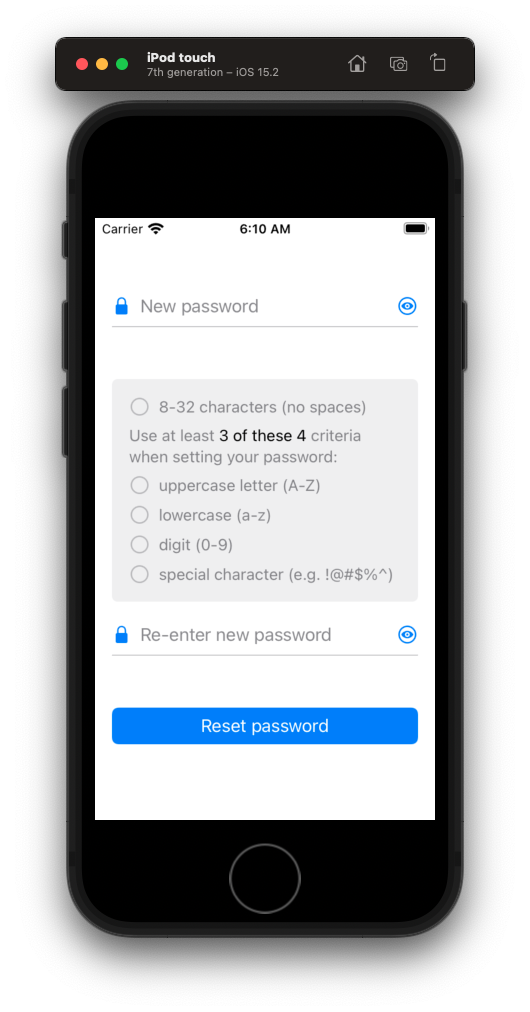 iPod touch
7th generation – iOS 15.2
Carrier 6:10 AM
New password
8-32 characters (no spaces)
Use at least 3 of these 4 criteria
when setting your password:
uppercase letter (A-Z)
lowercase (a-z)
digit (0-9)
special character (e.g. !@#$%^)
Re-enter new password
Reset password